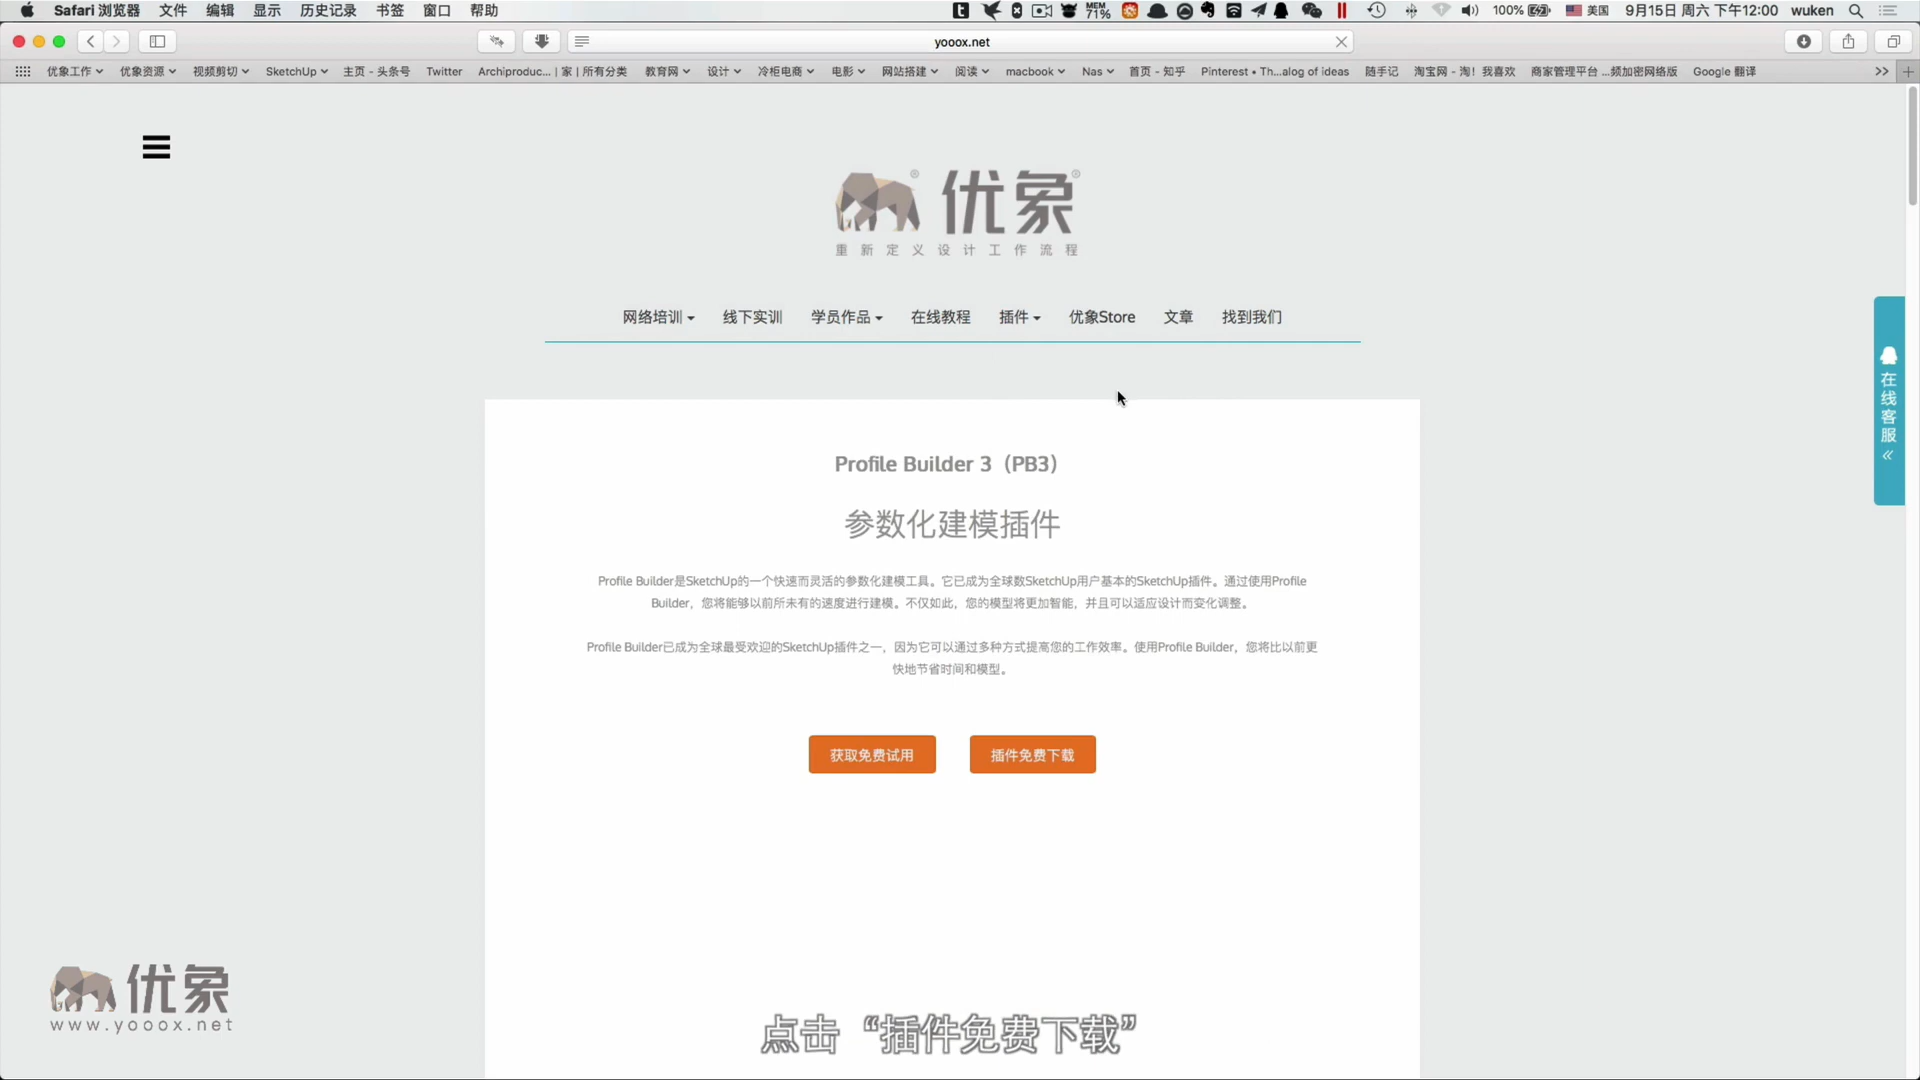 Safari 浏览器 文件 编辑 显示 历史记录 书签 窗口 帮助 MEM 71% 100% 美国 9月15日 周六 下午12:00 wuken
yooox.net
优象工作 优象资源 视频剪切 SketchUp 主页 - 头条号 Twitter Archiproduc... | 家 | 所有分类 教育网 设计 冷柜电商 电影 网站搭建 阅读 macbook Nas 首页 - 知乎 Pinterest • Th...alog of ideas 随手记 淘宝网 - 淘！我喜欢 商家管理平台 ...频加密网络版 Google 翻译
优象
重新定义设计工作流程
网络培训 线下实训 学员作品 在线教程 插件 优象Store 文章 找到我们
在线客服
Profile Builder 3（PB3）
参数化建模插件
Profile Builder是SketchUp的一个快速而灵活的参数化建模工具。它已成为全球数SketchUp用户基本的SketchUp插件。通过使用Profile
Builder，您将能够以前所未有的速度进行建模。不仅如此，您的模型将更加智能，并且可以适应设计而变化调整。
Profile Builder已成为全球最受欢迎的SketchUp插件之一，因为它可以通过多种方式提高您的工作效率。使用Profile Builder，您将比以前更
快地节省时间和模型。
获取免费试用 插件免费下载
优象
www.yooox.net
点击“插件免费下载”